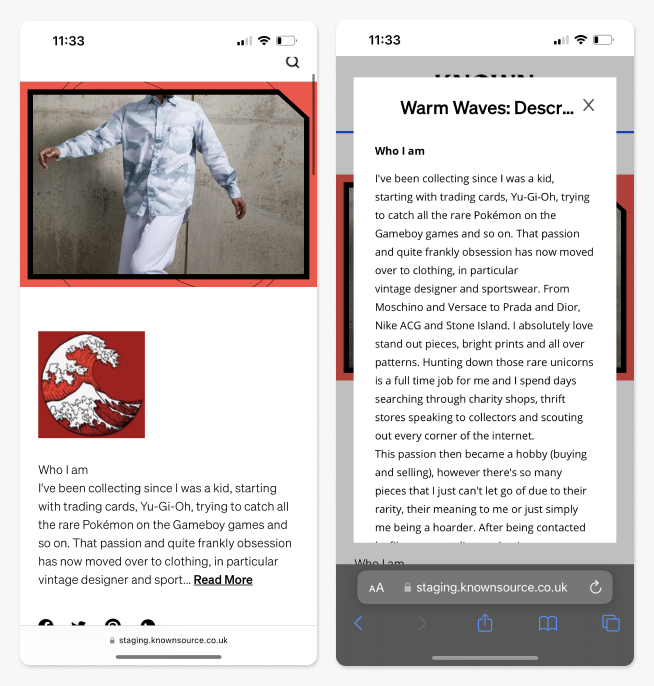 11:33
Who I am
I've been collecting since I was a kid, starting
with trading cards, Yu-Gi-Oh, trying to catch all
the rare Pokémon on the Gameboy games and
so on. That passion and quite frankly obsession
has now moved over to clothing, in particular
vintage designer and sport... Read More
staging.knownsource.co.uk
11:33
KNOWN
Warm Waves: Descr...
X
Who I am
I've been collecting since I was a kid,
starting with trading cards, Yu-Gi-Oh, trying
to catch all the rare Pokémon on the
Gameboy games and so on. That passion
and quite frankly obsession has now moved
over to clothing, in particular
vintage designer and sportswear. From
Moschino and Versace to Prada and Dior,
Nike ACG and Stone Island. I absolutely love
stand out pieces, bright prints and all over
patterns. Hunting down those rare unicorns
is a full time job for me and I spend days
searching through charity shops, thrift
stores speaking to collectors and scouting
out every corner of the internet.
This passion then became a hobby (buying
and selling), however there's so many
pieces that I just can't let go of due to their
rarity, their meaning to me or just simply
me being a hoarder. After being contacted
Who I am
AA staging.knownsource.co.uk